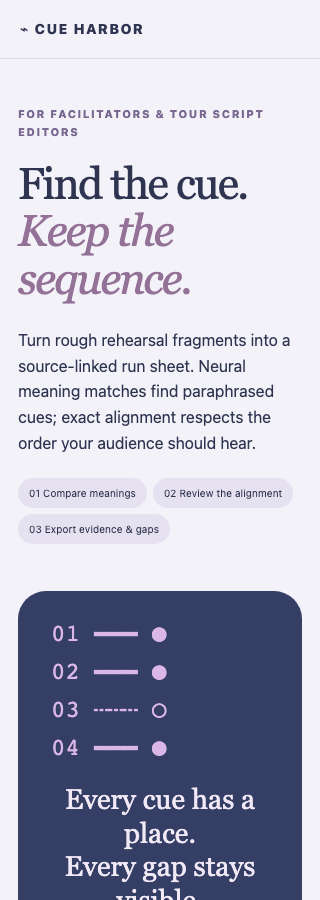 CUE HARBOR
FOR FACILITATORS & TOUR SCRIPT
EDITORS
Find the cue.
Keep the
sequence.
Turn rough rehearsal fragments into a
source-linked run sheet. Neural
meaning matches find paraphrased
cues; exact alignment respects the
order your audience should hear.
01 Compare meanings
02 Review the alignment
03 Export evidence & gaps
01
02
03
04
Every cue has a
place.
Every gap stays
visible.